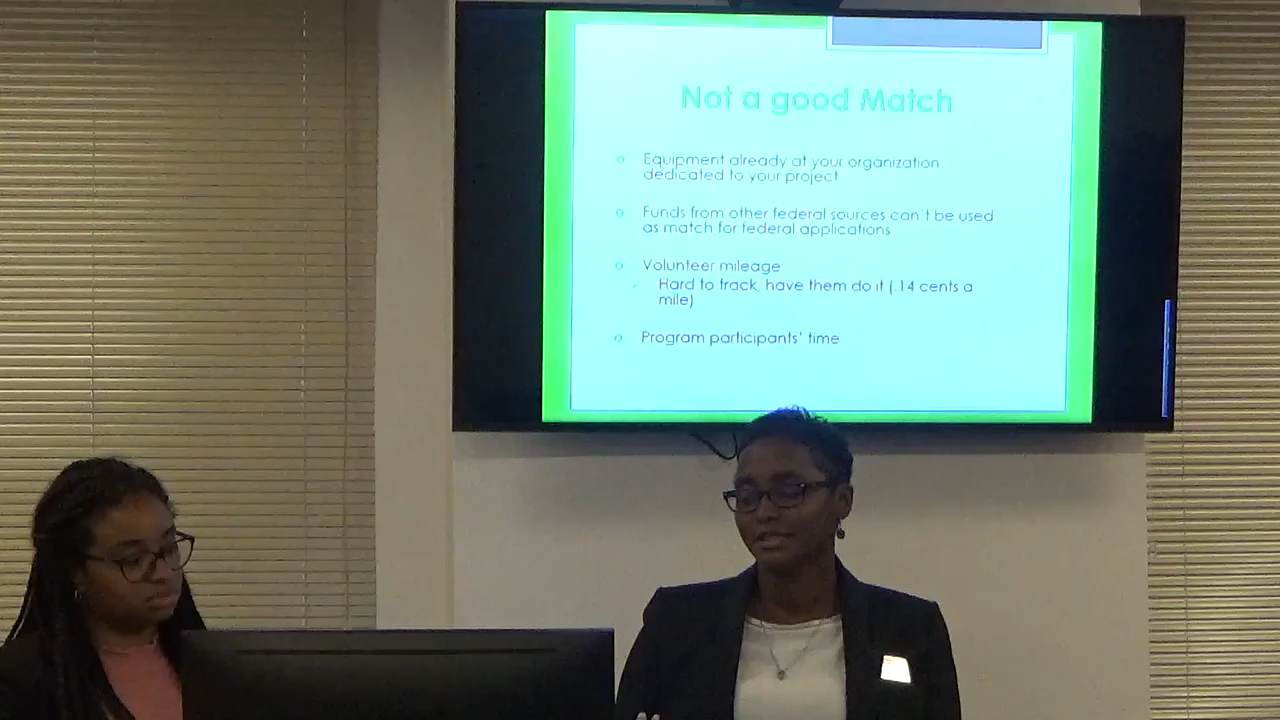 Not a good Match
Equipment already at your organization
dedicated to your project
Funds from other federal sources can't be used
as match for federal applications
Volunteer mileage
Hard to track, have them do it (.14 cents a
mile)
Program participants' time